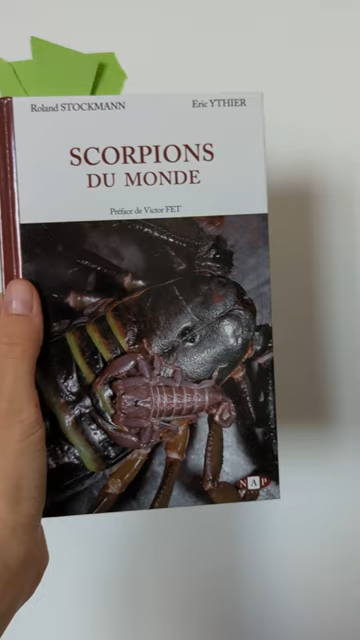 Roland STOCKMANN Eric YTHIER
SCORPIONS
DU MONDE
Préface de Victor FET
N A P